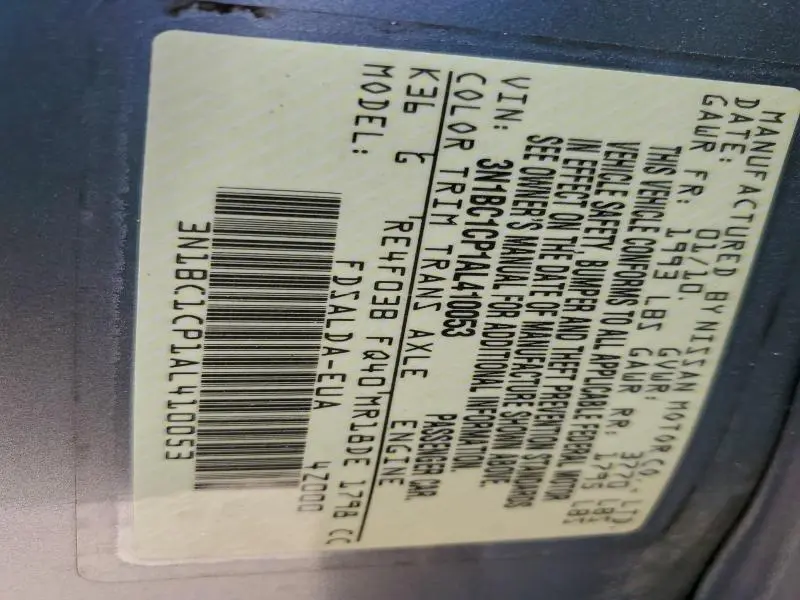 MANUFACTURED BY NISSAN MOTOR CO., LTD.
DATE: 01/10. GVWR: 3770 LBS
GAWR FR: 1993 LBS GAWR RR: 1795 LBS
THIS VEHICLE CONFORMS TO ALL APPLICABLE FEDERAL MOTOR
VEHICLE SAFETY, BUMPER AND THEFT PREVENTION STANDARDS
IN EFFECT ON THE DATE OF MANUFACTURE SHOWN ABOVE.
SEE OWNER'S MANUAL FOR ADDITIONAL INFORMATION
VIN: 3N1BC1CP1AL410053 PASSENGER CAR.
COLOR TRIM TRANS AXLE ENGINE
K36 G RE4F03B FQ40 MR18DE 1798 CC
MODEL: FDSALDA-EUA 4Z000
3N1BC1CP1AL410053